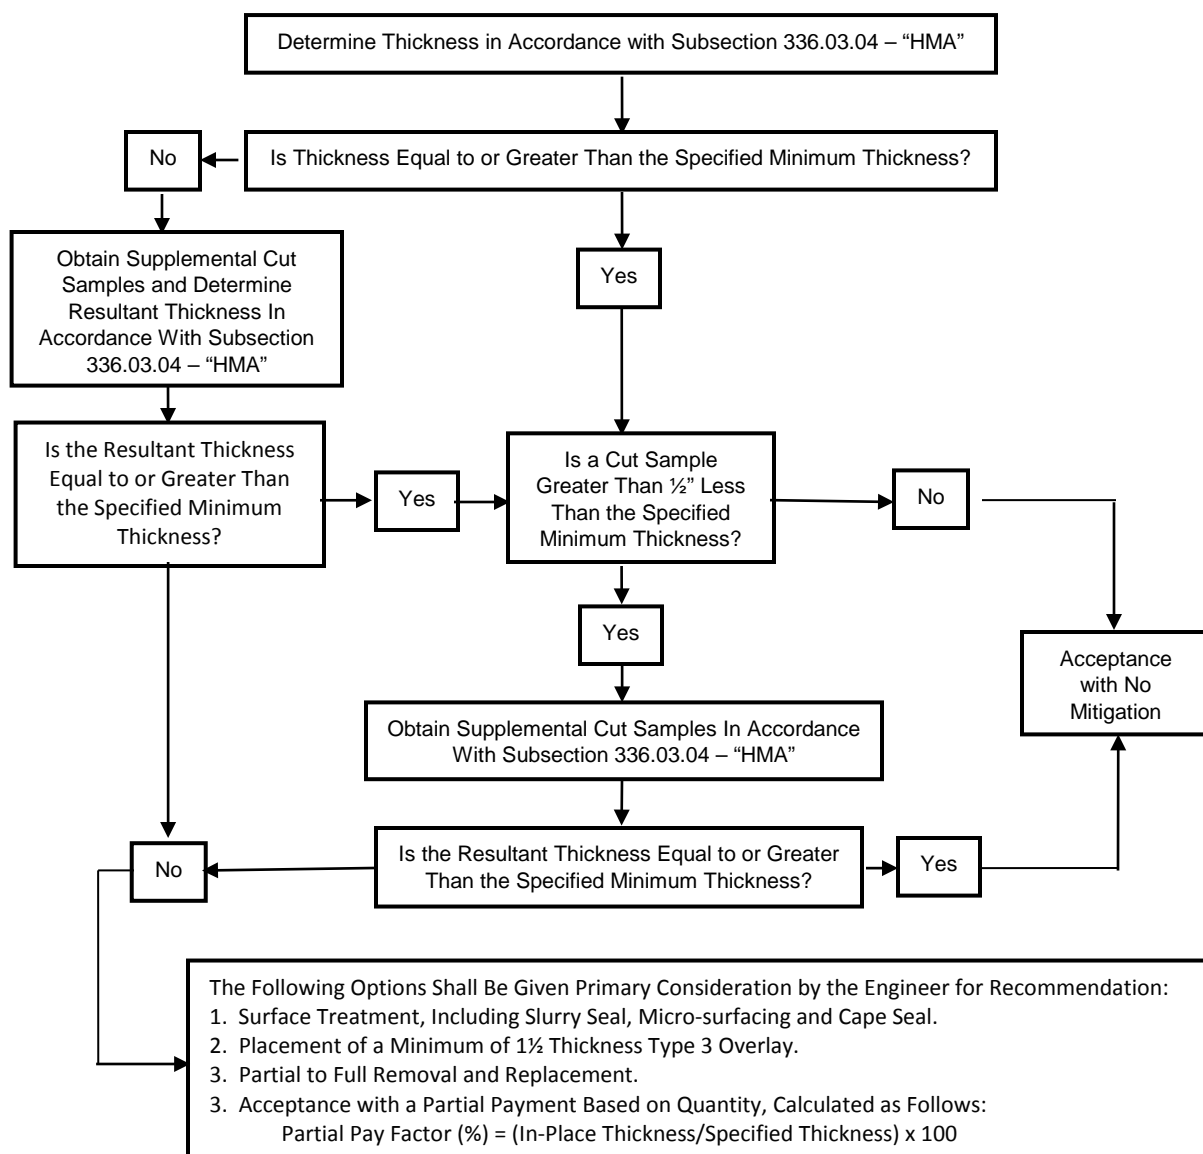 Determine Thickness in Accordance with Subsection 336.03.04 – “HMA”
No
Is Thickness Equal to or Greater Than the Specified Minimum Thickness?
Obtain Supplemental Cut
Samples and Determine
Resultant Thickness In
Accordance With Subsection
336.03.04 – “HMA”
Yes
Is the Resultant Thickness
Equal to or Greater Than
the Specified Minimum
Thickness?
Yes
Is a Cut Sample
Greater Than ½” Less
Than the Specified
Minimum Thickness?
No
Yes
Acceptance
with No
Mitigation
Obtain Supplemental Cut Samples In Accordance
With Subsection 336.03.04 – “HMA”
No
Is the Resultant Thickness Equal to or Greater
Than the Specified Minimum Thickness?
Yes
The Following Options Shall Be Given Primary Consideration by the Engineer for Recommendation:
1. Surface Treatment, Including Slurry Seal, Micro-surfacing and Cape Seal.
2. Placement of a Minimum of 1½ Thickness Type 3 Overlay.
3. Partial to Full Removal and Replacement.
3. Acceptance with a Partial Payment Based on Quantity, Calculated as Follows:
Partial Pay Factor (%) = (In-Place Thickness/Specified Thickness) x 100